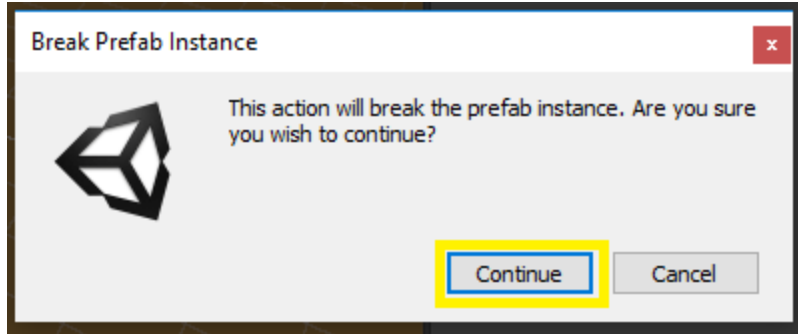 Break Prefab Instance
x
This action will break the prefab instance. Are you sure
you wish to continue?
Continue
Cancel